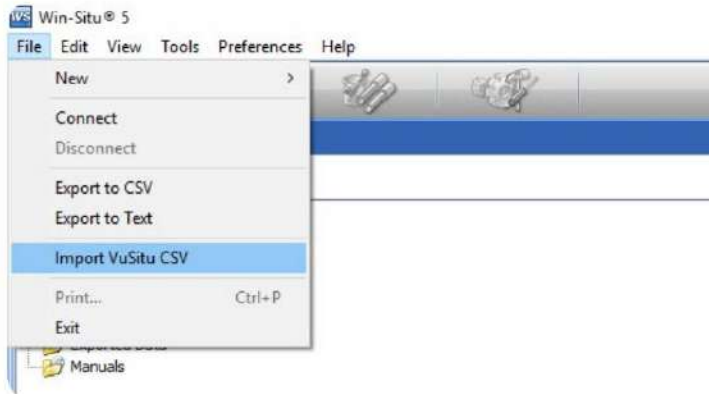 WS Win-Situ® 5
File Edit View Tools Preferences Help
New >
Connect
Disconnect
Export to CSV
Export to Text
Import VuSitu CSV
Print... Ctrl+P
Exit
Manuals